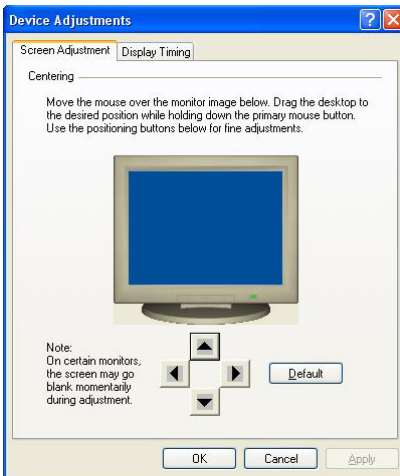 Device Adjustments
Screen Adjustment Display Timing
Centering
Move the mouse over the monitor image below. Drag the desktop to
the desired position while holding down the primary mouse button.
Use the positioning buttons below for fine adjustments.
Note:
On certain monitors,
the screen may go
blank momentarily
during adjustment.
Default
OK Cancel Apply